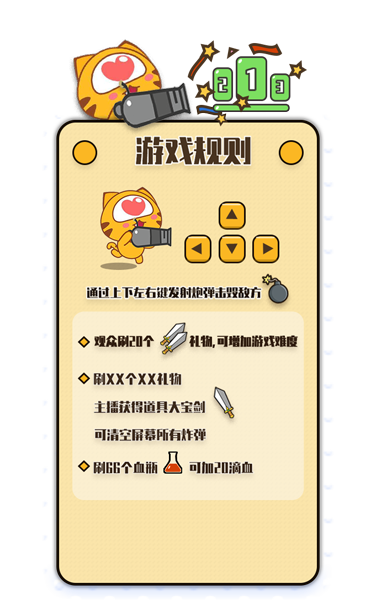 2 1 3
游戏规则
通过上下左右键发射炮弹击毁敌方
观众刷20个 礼物,可增加游戏难度
刷XX个XX礼物
主播获得道具大宝剑
可清空屏幕所有炸弹
刷66个血瓶 可加20滴血